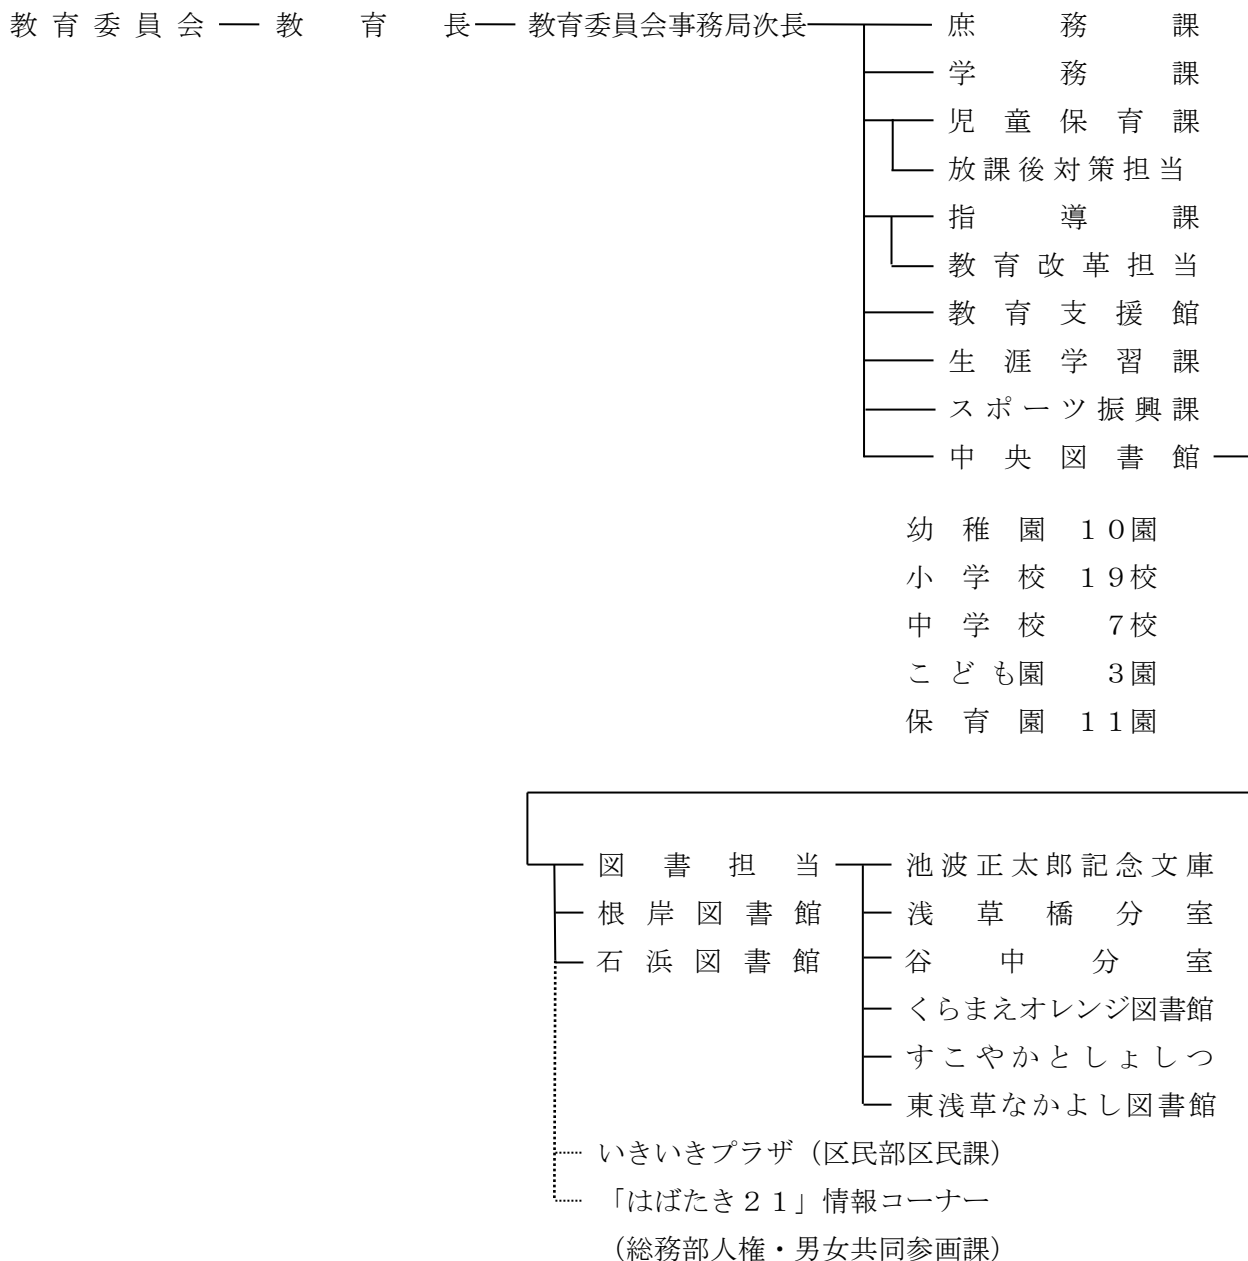 教育委員会 教育長 教育委員会事務局次長 庶務課
学務課
児童保育課
放課後対策担当
指導課
教育改革担当
教育支援館
生涯学習課
スポーツ振興課
中央図書館
幼稚園 １０園
小学校 １９校
中学校 ７校
こども園 ３園
保育園 １１園
図書担当 池波正太郎記念文庫
根岸図書館 浅草橋分室
石浜図書館 谷中分室
くらまえオレンジ図書館
すこやかとしょしつ
東浅草なかよし図書館
いきいきプラザ（区民部区民課）
「はばたき２１」情報コーナー
（総務部人権・男女共同参画課）